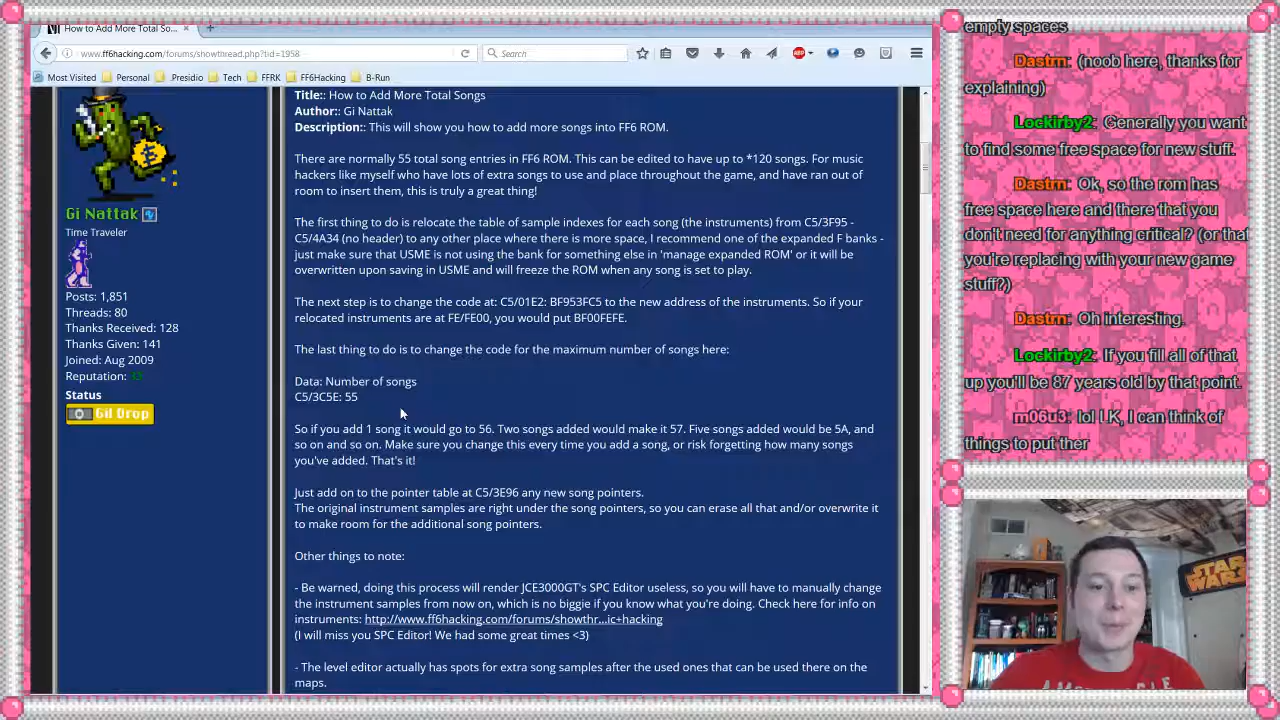 How to Add More Total So...
www.ff6hacking.com/forums/showthread.php?tid=1958
Search
Most Visited Personal Presidio Tech FFRK FF6Hacking B-Run
Title:: How to Add More Total Songs
Author:: Gi Nattak
Description:: This will show you how to add more songs into FF6 ROM.
There are normally 55 total song entries in FF6 ROM. This can be edited to have up to *120 songs. For music
hackers like myself who have lots of extra songs to use and place throughout the game, and have ran out of
room to insert them, this is truly a great thing!
The first thing to do is relocate the table of sample indexes for each song (the instruments) from C5/3F95 -
C5/4A34 (no header) to any other place where there is more space, I recommend one of the expanded F banks -
just make sure that USME is not using the bank for something else in 'manage expanded ROM' or it will be
overwritten upon saving in USME and will freeze the ROM when any song is set to play.
The next step is to change the code at: C5/01E2: BF953FC5 to the new address of the instruments. So if your
relocated instruments are at FE/FE00, you would put BF00FEFE.
The last thing to do is to change the code for the maximum number of songs here:
Data: Number of songs
C5/3C5E: 55
So if you add 1 song it would go to 56. Two songs added would make it 57. Five songs added would be 5A, and
so on and so on. Make sure you change this every time you add a song, or risk forgetting how many songs
you've added. That's it!
Just add on to the pointer table at C5/3E96 any new song pointers.
The original instrument samples are right under the song pointers, so you can erase all that and/or overwrite it
to make room for the additional song pointers.
Other things to note:
- Be warned, doing this process will render JCE3000GT's SPC Editor useless, so you will have to manually change
the instrument samples from now on, which is no biggie if you know what you're doing. Check here for info on
instruments: http://www.ff6hacking.com/forums/showthr...ic+hacking
(I will miss you SPC Editor! We had some great times <3)
- The level editor actually has spots for extra song samples after the used ones that can be used there on the
maps.
Gi Nattak
Time Traveler
Posts: 1,851
Threads: 80
Thanks Received: 128
Thanks Given: 141
Joined: Aug 2009
Reputation:
Status
Gil Drop
empty spaces
Dastrn: (noob here, thanks for
explaining)
Lockirby2: Generally you want
to find some free space for new stuff.
Dastrn: Ok, so the rom has
free space here and there that you
don't need for anything critical? (or that
you're replacing with your new game
stuff?)
Dastrn: Oh interesting.
Lockirby2: If you fill all of that
up you'll be 87 years old by that point.
m06u3: lol LK, I can think of
things to put ther
STAR
WARS